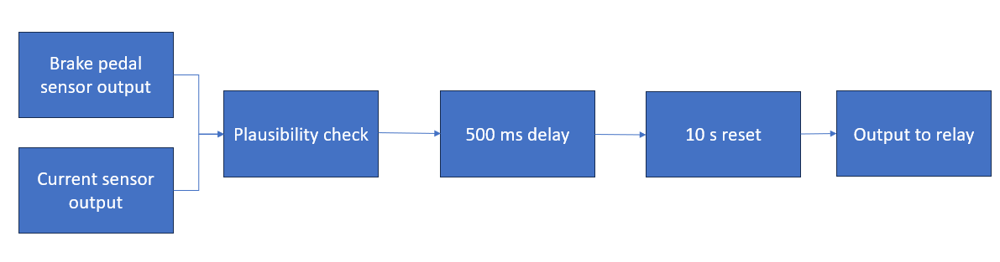 Brake pedal
sensor output
Current sensor
output
Plausibility check
500 ms delay
10 s reset
Output to relay